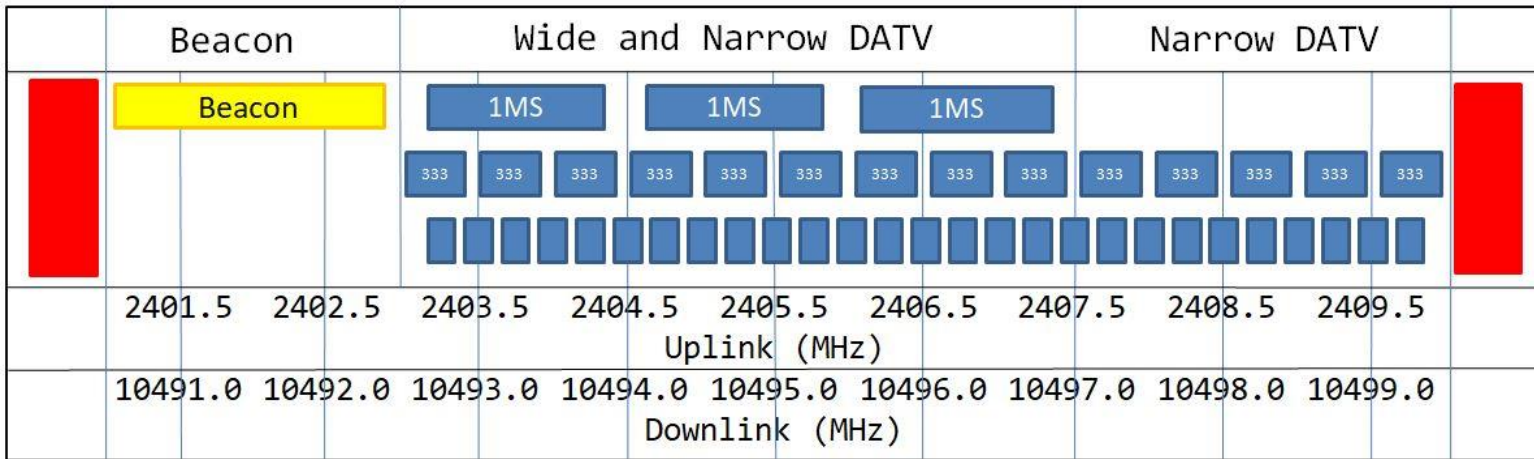 Beacon Wide and Narrow DATV Narrow DATV
Beacon 1MS 1MS 1MS
333 333 333 333 333 333 333 333 333 333 333 333 333 333
2401.5 2402.5 2403.5 2404.5 2405.5 2406.5 2407.5 2408.5 2409.5
Uplink (MHz)
10491.0 10492.0 10493.0 10494.0 10495.0 10496.0 10497.0 10498.0 10499.0
Downlink (MHz)